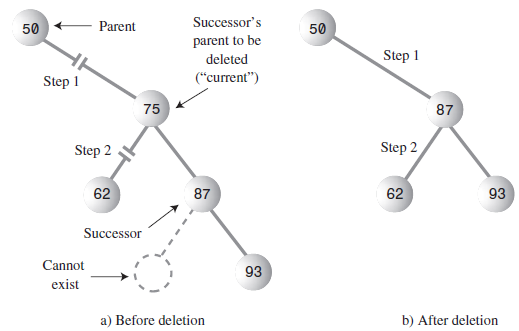 50
Parent
Successor's
parent to be
deleted
("current")
Step 1
75
Step 2
62
87
Successor
Cannot
exist
93
a) Before deletion
50
Step 1
87
Step 2
62
93
b) After deletion